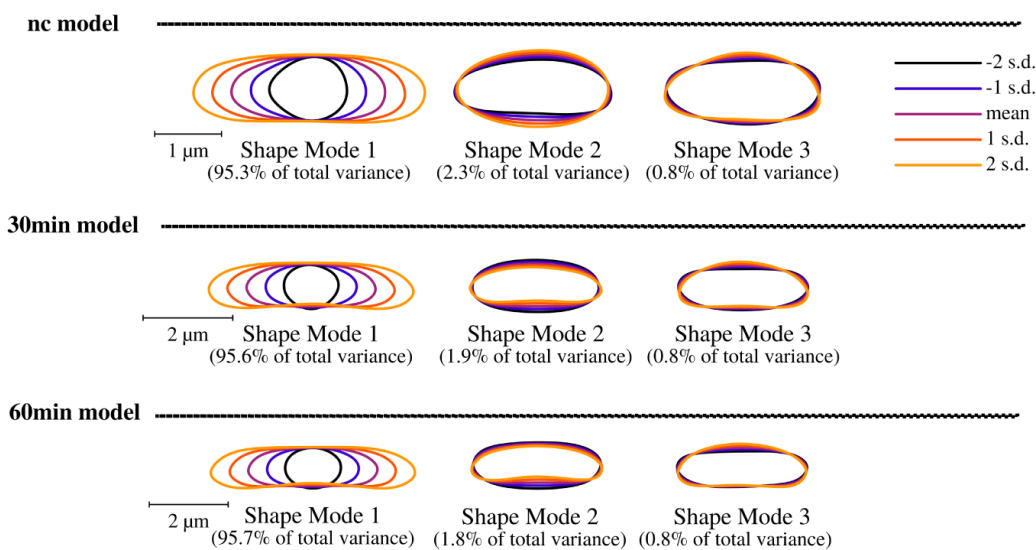 nc model
-2 s.d.
-1 s.d.
mean
1 s.d.
2 s.d.
1 µm
Shape Mode 1
(95.3% of total variance)
Shape Mode 2
(2.3% of total variance)
Shape Mode 3
(0.8% of total variance)
30min model
2 µm
Shape Mode 1
(95.6% of total variance)
Shape Mode 2
(1.9% of total variance)
Shape Mode 3
(0.8% of total variance)
60min model
2 µm
Shape Mode 1
(95.7% of total variance)
Shape Mode 2
(1.8% of total variance)
Shape Mode 3
(0.8% of total variance)